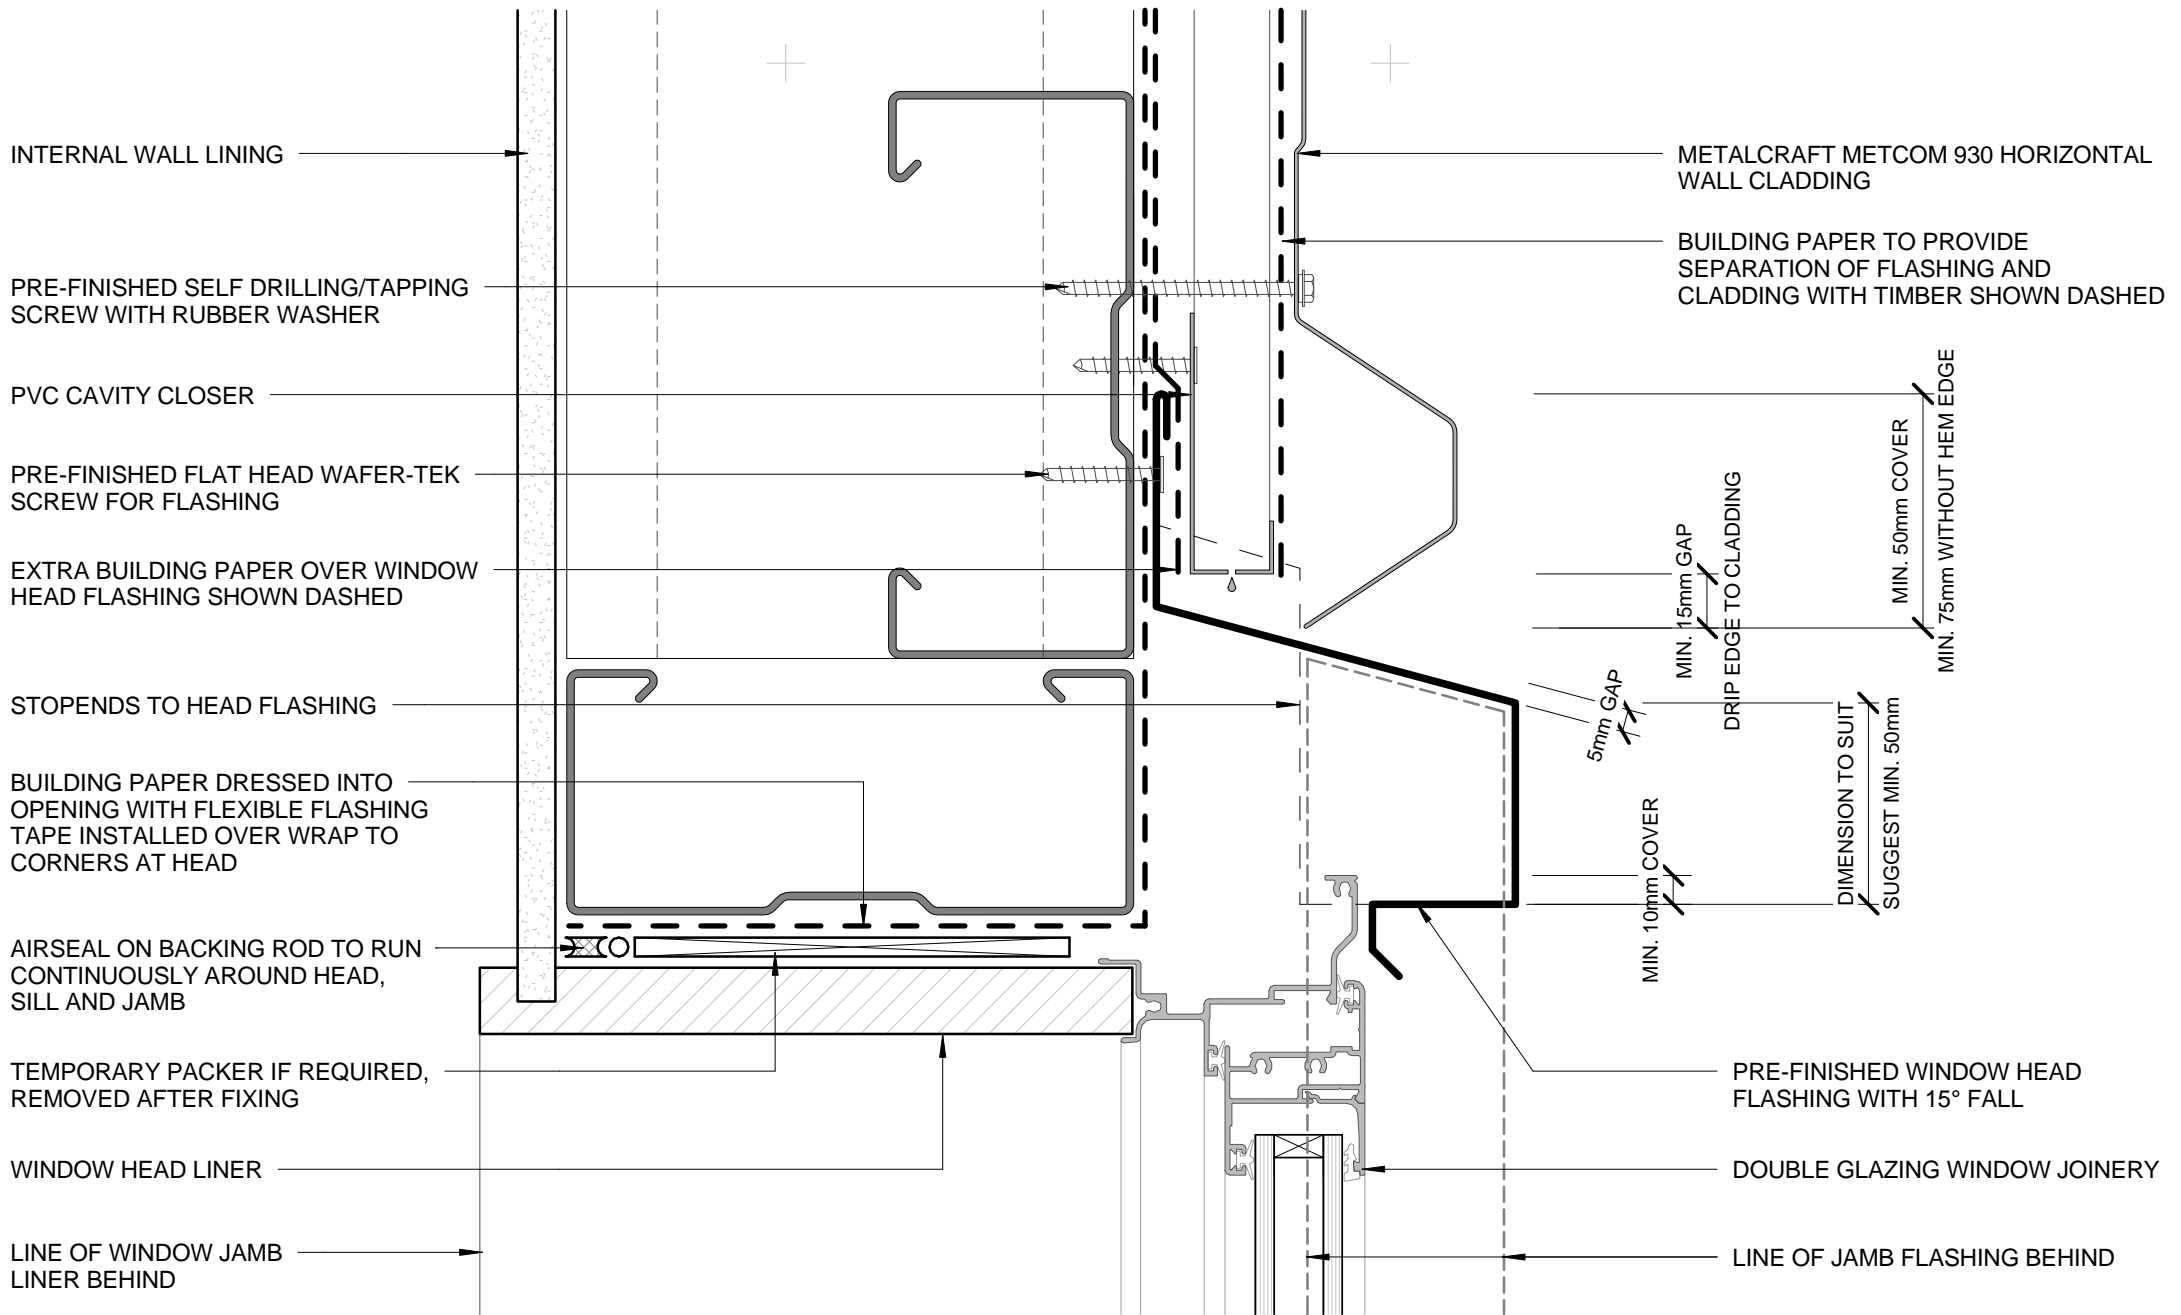 INTERNAL WALL LINING
PRE-FINISHED SELF DRILLING/TAPPING
SCREW WITH RUBBER WASHER
PVC CAVITY CLOSER
PRE-FINISHED FLAT HEAD WAFER-TEK
SCREW FOR FLASHING
EXTRA BUILDING PAPER OVER WINDOW
HEAD FLASHING SHOWN DASHED
STOPENDS TO HEAD FLASHING
BUILDING PAPER DRESSED INTO
OPENING WITH FLEXIBLE FLASHING
TAPE INSTALLED OVER WRAP TO
CORNERS AT HEAD
AIRSEAL ON BACKING ROD TO RUN
CONTINUOUSLY AROUND HEAD,
SILL AND JAMB
TEMPORARY PACKER IF REQUIRED,
REMOVED AFTER FIXING
WINDOW HEAD LINER
LINE OF WINDOW JAMB
LINER BEHIND
METALCRAFT METCOM 930 HORIZONTAL
WALL CLADDING
BUILDING PAPER TO PROVIDE
SEPARATION OF FLASHING AND
CLADDING WITH TIMBER SHOWN DASHED
5mm GAP
MIN. 10mm COVER
MIN. 15mm GAP
DRIP EDGE TO CLADDING
DIMENSION TO SUIT
SUGGEST MIN. 50mm
MIN. 50mm COVER
MIN. 75mm WITHOUT HEM EDGE
PRE-FINISHED WINDOW HEAD
FLASHING WITH 15° FALL
DOUBLE GLAZING WINDOW JOINERY
LINE OF JAMB FLASHING BEHIND